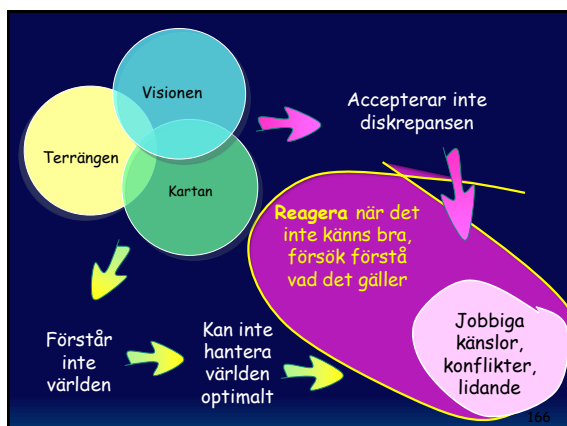 Visionen
Terrängen
Kartan
Accepterar inte
diskrepansen
Reagera när det
inte känns bra,
försök förstå
vad det gäller
Förstår
inte
världen
Kan inte
hantera
världen
optimalt
Jobbiga
känslor,
konflikter,
lidande
166